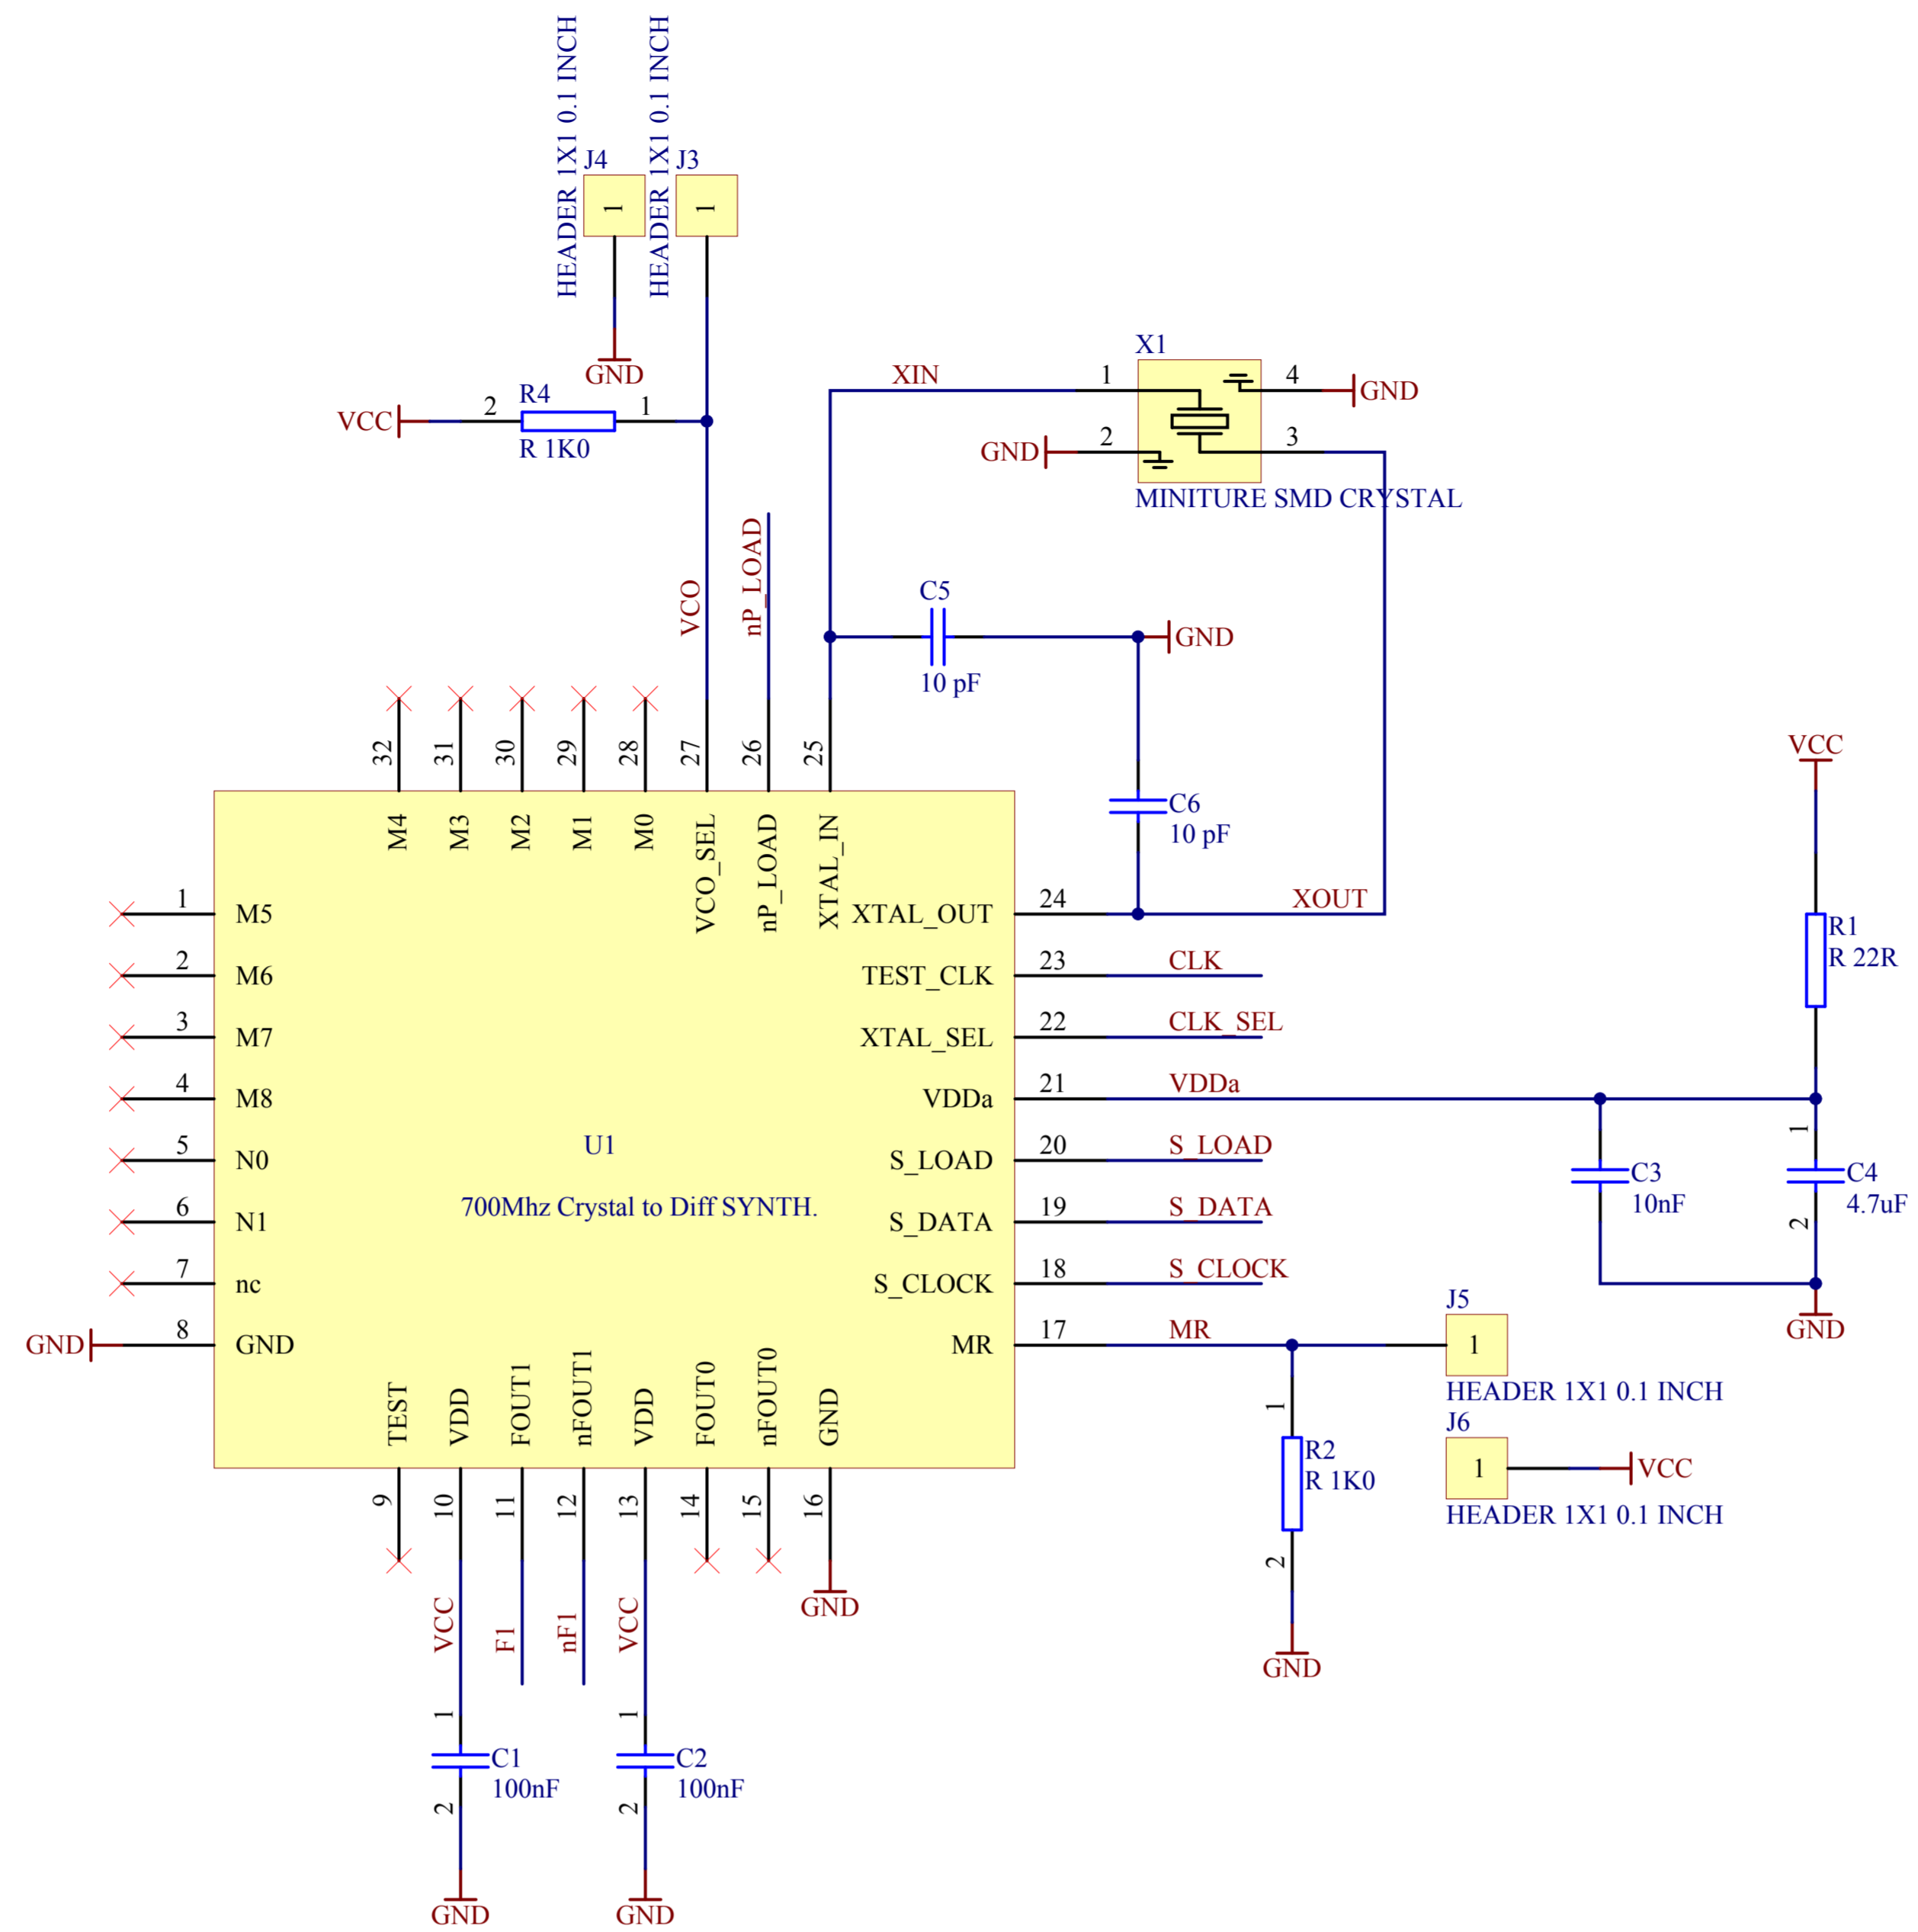 HEADER 1X1 0.1 INCH
HEADER 1X1 0.1 INCH
J4
J3
1
1
GND
X1
XIN
1
4
GND
R4
VCC
2
1
R 1K0
GND
2
3
MINITURE SMD CRYSTAL
nP_LOAD
VCO
C5
GND
10 pF
32
31
30
29
28
27
26
25
VCC
C6
10 pF
M4
M3
M2
M1
M0
VCO_SEL
nP_LOAD
XTAL_IN
1
M5
XTAL_OUT
24
XOUT
R1
R 22R
2
M6
TEST_CLK
23
CLK
3
M7
XTAL_SEL
22
CLK_SEL
4
M8
VDDa
21
VDDa
1
5
N0
U1
S_LOAD
20
S_LOAD
C3
10nF
C4
4.7uF
2
6
N1
700Mhz Crystal to Diff SYNTH.
S_DATA
19
S_DATA
7
nc
S_CLOCK
18
S_CLOCK
J5
GND
GND
8
GND
MR
17
MR
1
HEADER 1X1 0.1 INCH
TEST
VDD
FOUT1
nFOUT1
VDD
FOUT0
nFOUT0
GND
1
J6
R2
R 1K0
1
VCC
HEADER 1X1 0.1 INCH
9
10
11
12
13
14
15
16
2
GND
GND
VCC
F1
nF1
VCC
1
1
C1
100nF
C2
100nF
2
2
GND
GND